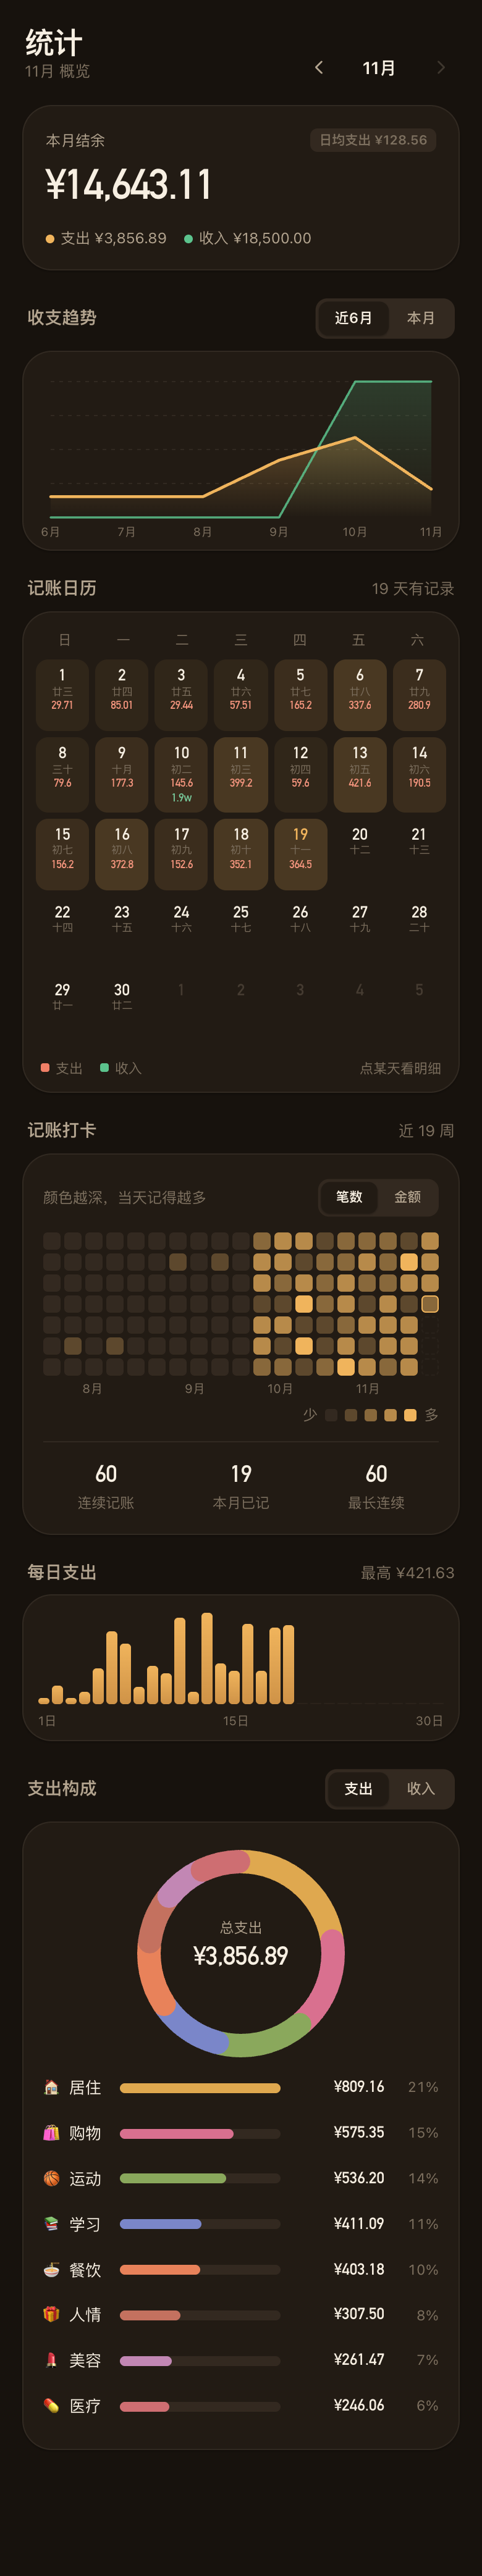 统计
11月 概览
11月
本月结余
日均支出 ¥128.56
¥14,643.11
支出 ¥3,856.89 收入 ¥18,500.00
收支趋势
近6月 本月
6月 7月 8月 9月 10月 11月
记账日历
19 天有记录
日 一 二 三 四 五 六
1 2 3 4 5 6 7
廿三 廿四 廿五 廿六 廿七 廿八 廿九
29.71 85.01 29.44 57.51 165.2 337.6 280.9
8 9 10 11 12 13 14
三十 十月 初二 初三 初四 初五 初六
79.6 177.3 145.6 399.2 59.6 421.6 190.5
1.9w
15 16 17 18 19 20 21
初七 初八 初九 初十 十一 十二 十三
156.2 372.8 152.6 352.1 364.5
22 23 24 25 26 27 28
十四 十五 十六 十七 十八 十九 二十
29 30 1 2 3 4 5
廿一 廿二
支出 收入
点某天看明细
记账打卡
近 19 周
颜色越深，当天记得越多
笔数 金额
8月 9月 10月 11月
少 多
60 19 60
连续记账 本月已记 最长连续
每日支出
最高 ¥421.63
1日 15日 30日
支出构成
支出 收入
总支出
¥3,856.89
居住 ¥809.16 21%
购物 ¥575.35 15%
运动 ¥536.20 14%
学习 ¥411.09 11%
餐饮 ¥403.18 10%
人情 ¥307.50 8%
美容 ¥261.47 7%
医疗 ¥246.06 6%